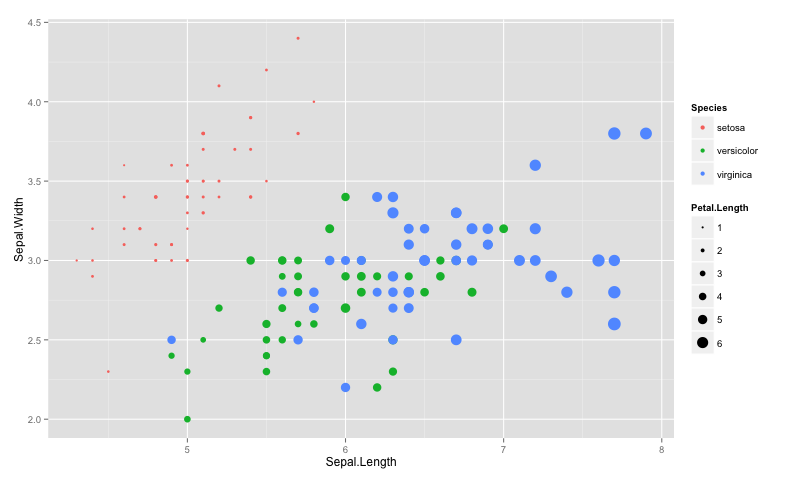 4.5
4.0
3.5
3.0
2.5
2.0
Sepal.Width
5
6
7
8
Sepal.Length
Species
setosa
versicolor
virginica
Petal.Length
1
2
3
4
5
6